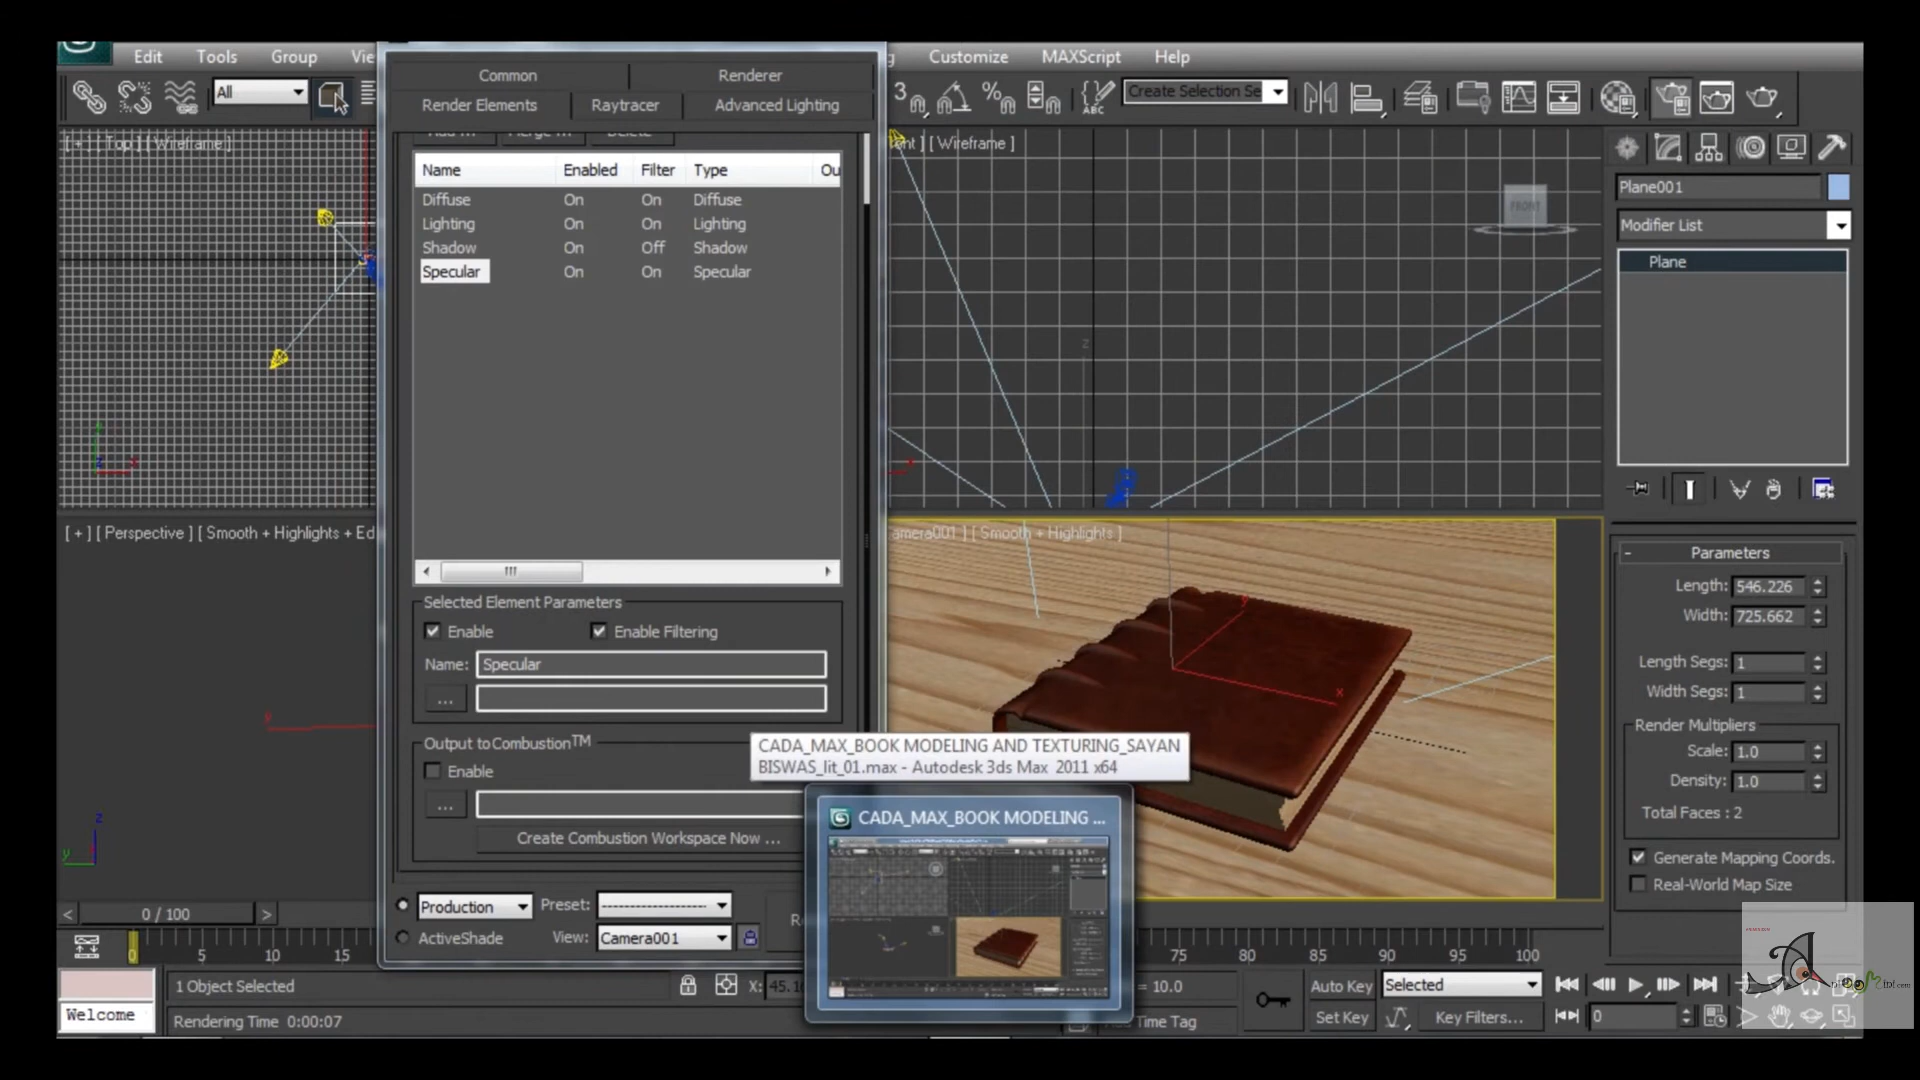 Edit Tools Group Customize MAXScript Help
Common Renderer
Render Elements Raytracer Advanced Lighting
All
3
ABC
Create Selection Se
[ + ] [ Top ] [ Wireframe ]
[ Wireframe ]
FRONT
Name Enabled Filter Type Ou
Diffuse On On Diffuse
Lighting On On Lighting
Shadow On Off Shadow
Specular On On Specular
Plane001
Modifier List
Plane
[ + ] [ Perspective ] [ Smooth + Highlights + Ed
amera001 ] [ Smooth + Highlights ]
Selected Element Parameters
Enable Enable Filtering
Name: Specular
...
Output to Combustion™
Enable
...
Create Combustion Workspace Now ...
CADA_MAX_BOOK MODELING AND TEXTURING_SAYAN
BISWAS_lit_01.max - Autodesk 3ds Max 2011 x64
CADA_MAX_BOOK MODELING ...
- Parameters
Length: 546.226
Width: 725.662
Length Segs: 1
Width Segs: 1
Render Multipliers
Scale: 1.0
Density: 1.0
Total Faces : 2
Generate Mapping Coords.
Real-World Map Size
Production Preset: -------------------
ActiveShade View: Camera001
< 0 / 100 >
0 5 10 15 75 80 85 90 95 100
1 Object Selected X: 45.1 = 10.0 Auto Key Selected
Welcome Rendering Time 0:00:07 Time Tag Set Key Key Filters... 0